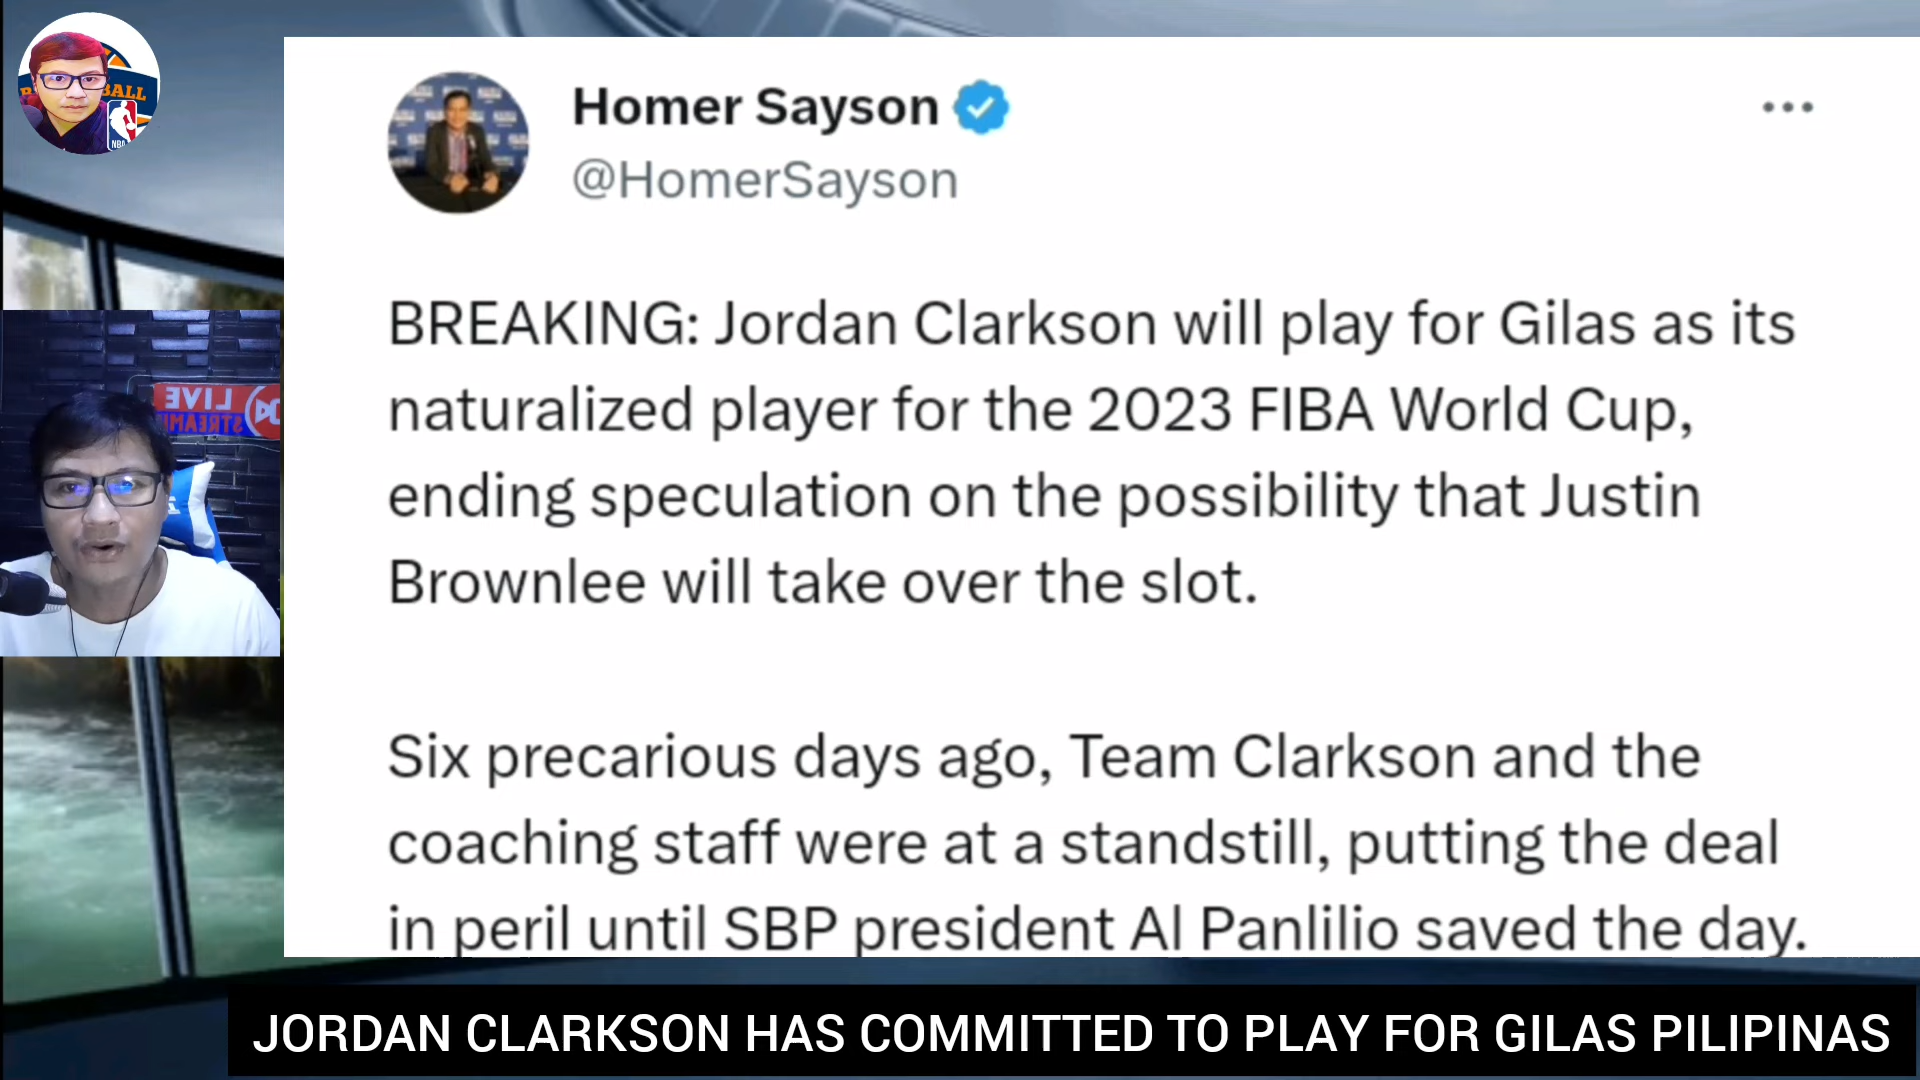 BALL
NBA
Homer Sayson
@HomerSayson
BREAKING: Jordan Clarkson will play for Gilas as its
naturalized player for the 2023 FIBA World Cup,
ending speculation on the possibility that Justin
Brownlee will take over the slot.
Six precarious days ago, Team Clarkson and the
coaching staff were at a standstill, putting the deal
in peril until SBP president Al Panlilio saved the day.
LIVE
STREAMI
JORDAN CLARKSON HAS COMMITTED TO PLAY FOR GILAS PILIPINAS